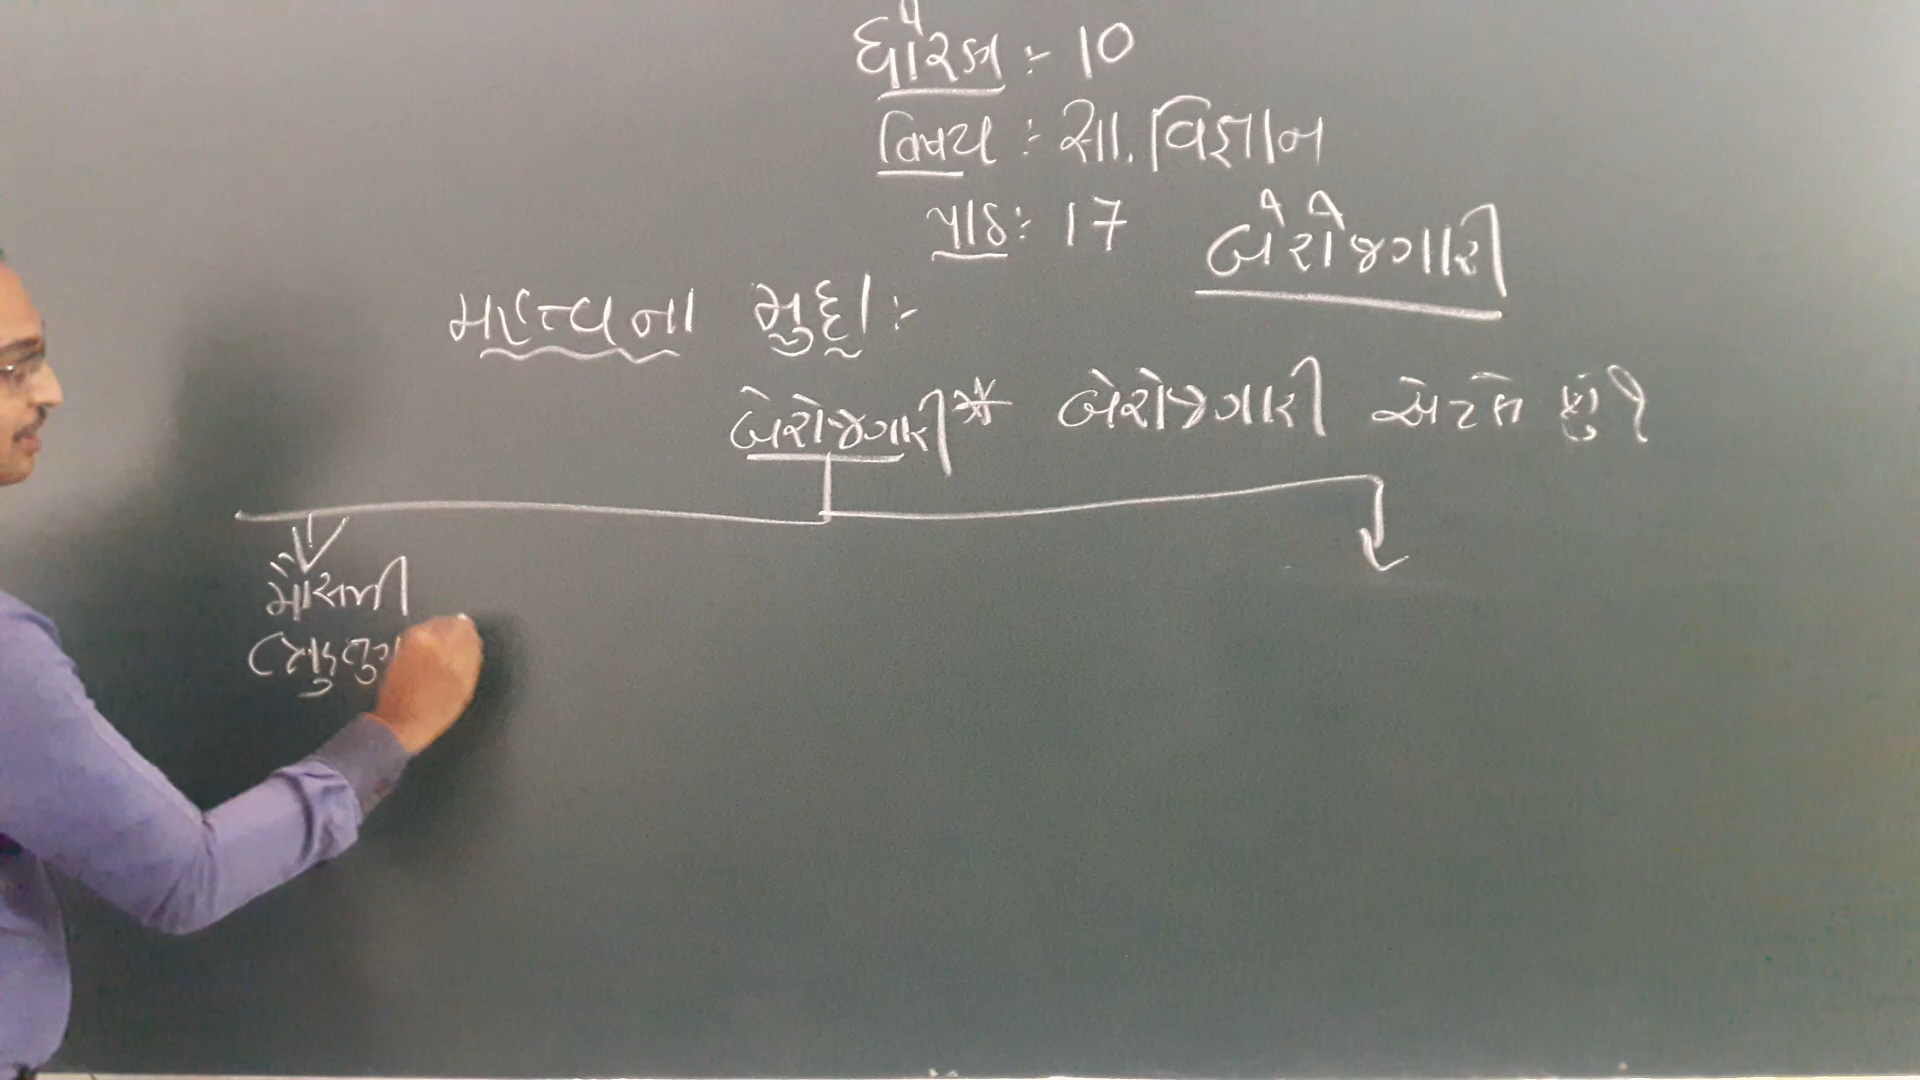 ધોરણ :- 10
વિષય :- સા. વિજ્ઞાન
પાઠ :- 17 બેરોજગારી
મહત્વના મુદ્દા :-
બેરોજગારી * બેરોજગારી એટલે શું?
મોસમી